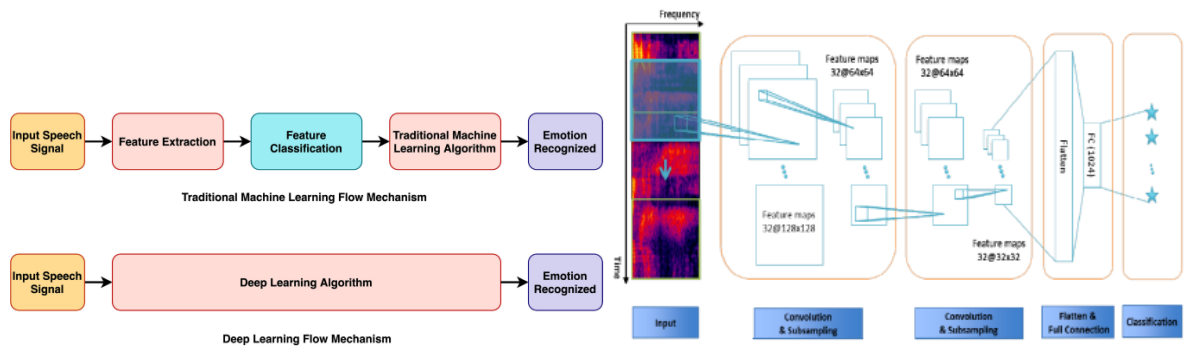 Input Speech
Signal
Feature Extraction
Feature
Classification
Traditional Machine
Learning Algorithm
Emotion
Recognized
Traditional Machine Learning Flow Mechanism
Input Speech
Signal
Deep Learning Algorithm
Emotion
Recognized
Deep Learning Flow Mechanism
Frequency
Time
Feature maps
32@64x64
Feature maps
32@128x128
Feature maps
32@64x64
Feature maps
32@32x32
Flatten
FC (1024)
Input
Convolution
& Subsampling
Convolution
& Subsampling
Flatten &
Full Connection
Classification